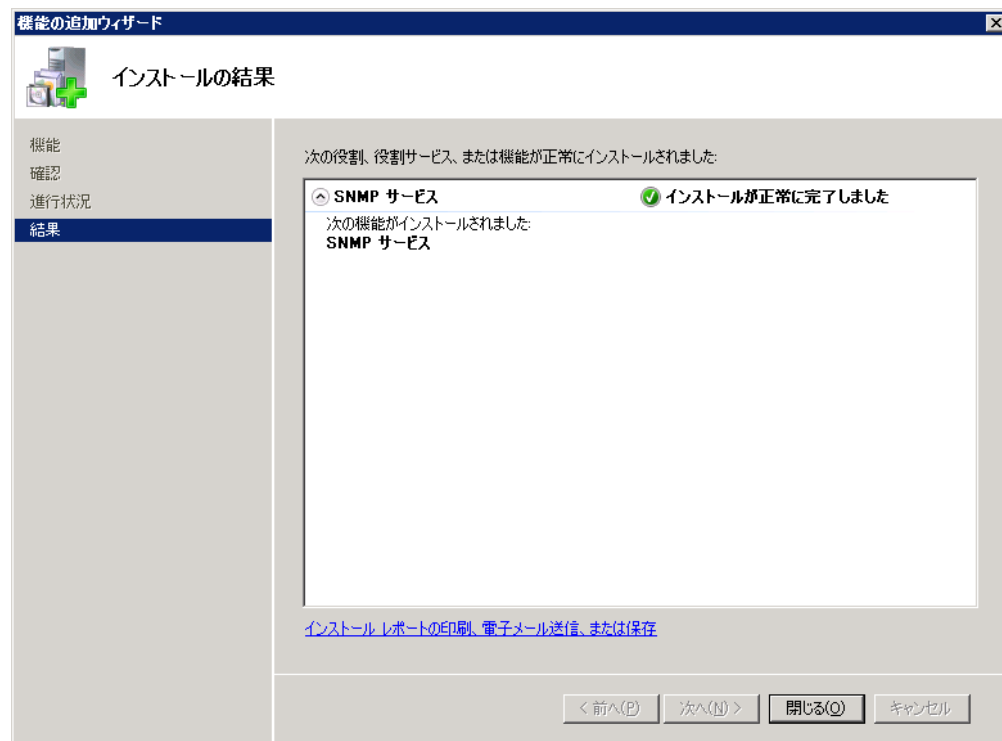 機能の追加ウィザード
インストールの結果
機能
確認
進行状況
結果
次の役割、役割サービス、または機能が正常にインストールされました:
SNMP サービス
インストールが正常に完了しました
次の機能がインストールされました:
SNMP サービス
インストール レポートの印刷、電子メール送信、または保存
< 前へ(P)
次へ(N) >
閉じる(O)
キャンセル